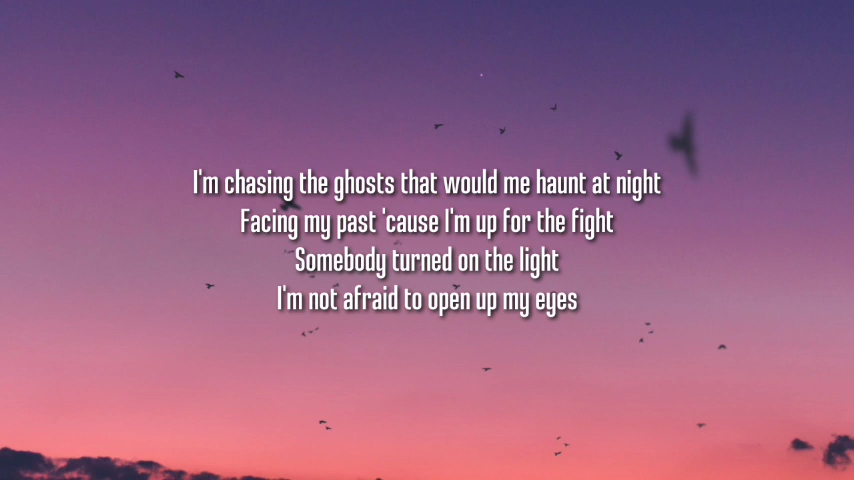 I'm chasing the ghosts that would me haunt at night
Facing my past 'cause I'm up for the fight
Somebody turned on the light
I'm not afraid to open up my eyes